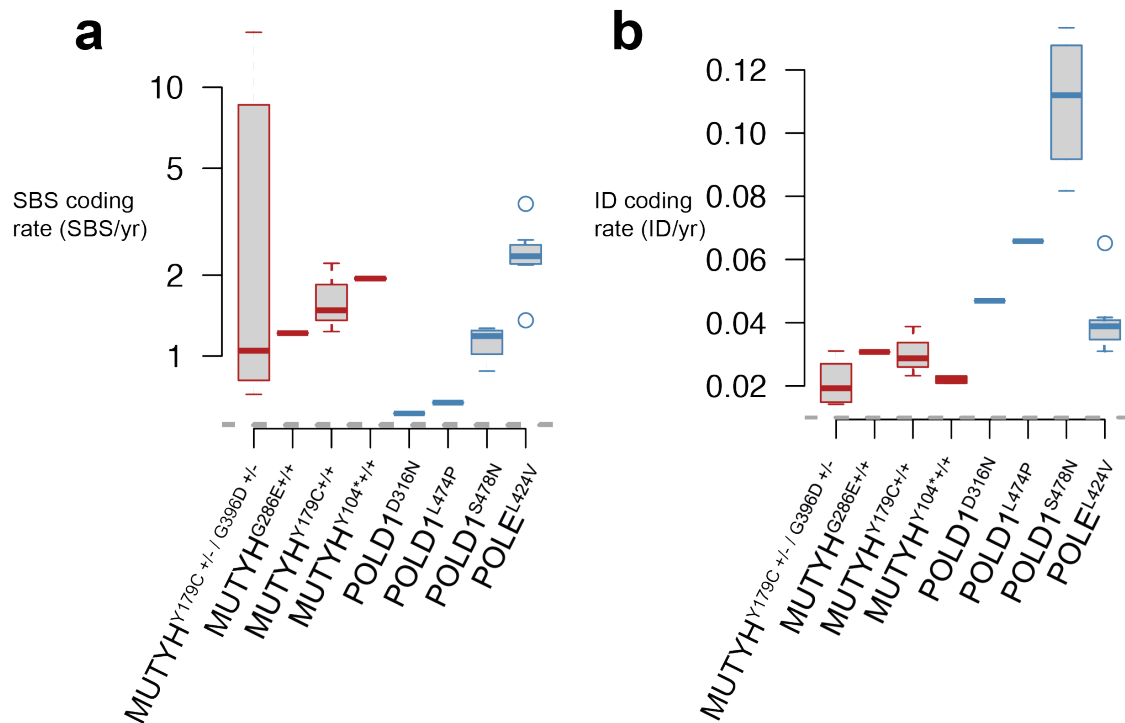 a
10
5
2
1
SBS coding
rate (SBS/yr)
MUTYHY179C +/- / G396D +/-
MUTYHG286E+/+
MUTYHY179C+/+
MUTYHY104*+/+
POLD1D316N
POLD1L474P
POLD1S478N
POLEL424V
b
0.12
0.10
0.08
0.06
0.04
0.02
ID coding
rate (ID/yr)
MUTYHY179C +/- / G396D +/-
MUTYHG286E+/+
MUTYHY179C+/+
MUTYHY104*+/+
POLD1D316N
POLD1L474P
POLD1S478N
POLEL424V